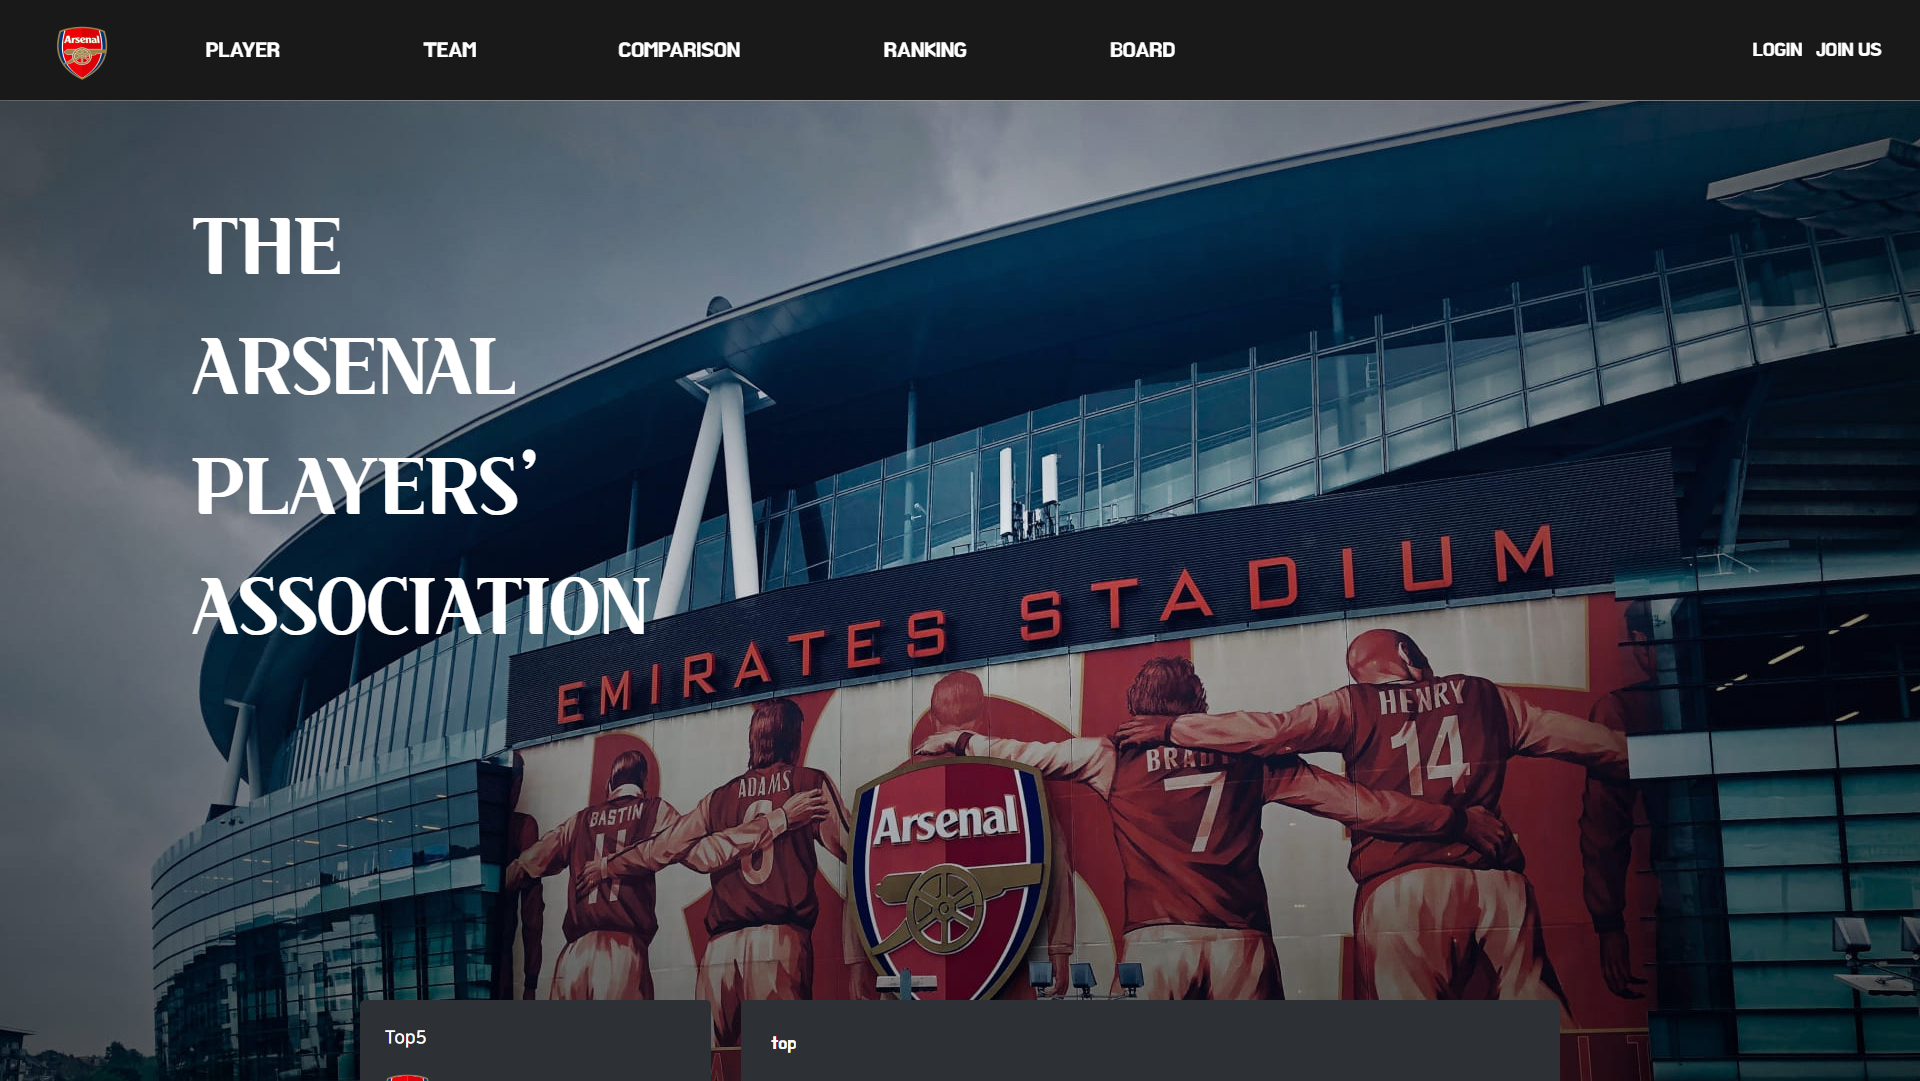 Arsenal
PLAYER TEAM COMPARISON RANKING BOARD LOGIN JOIN US
THE
ARSENAL
PLAYERS’
ASSOCIATION
EMIRATES STADIUM
HENRY
14
BRADY
7
ADAMS
6
BASTIN
11
Arsenal
Top5
top